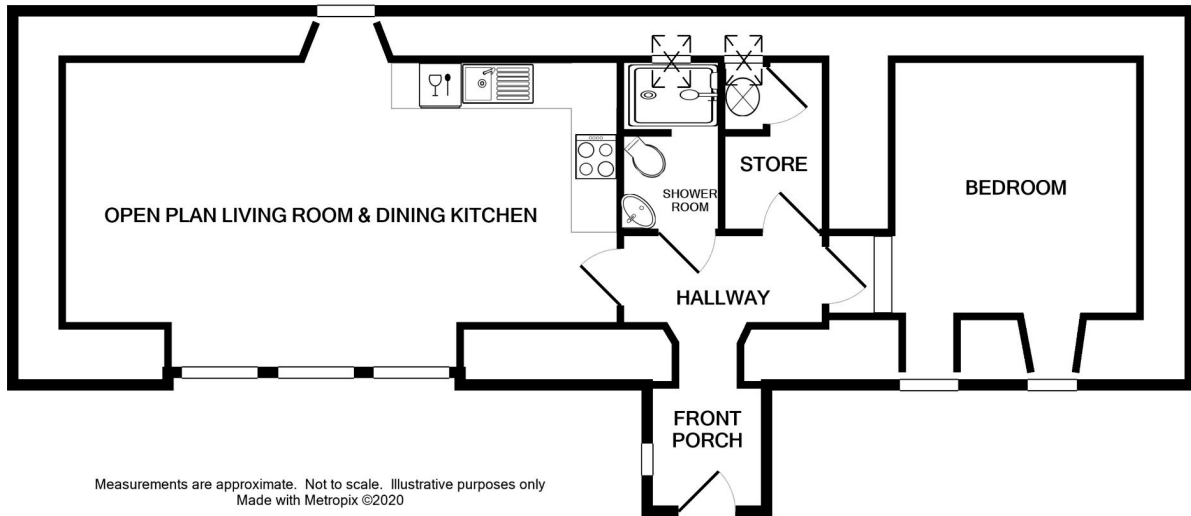 OPEN PLAN LIVING ROOM & DINING KITCHEN
SHOWER
ROOM
STORE
BEDROOM
HALLWAY
FRONT
PORCH
Measurements are approximate. Not to scale. Illustrative purposes only
Made with Metropix ©2020